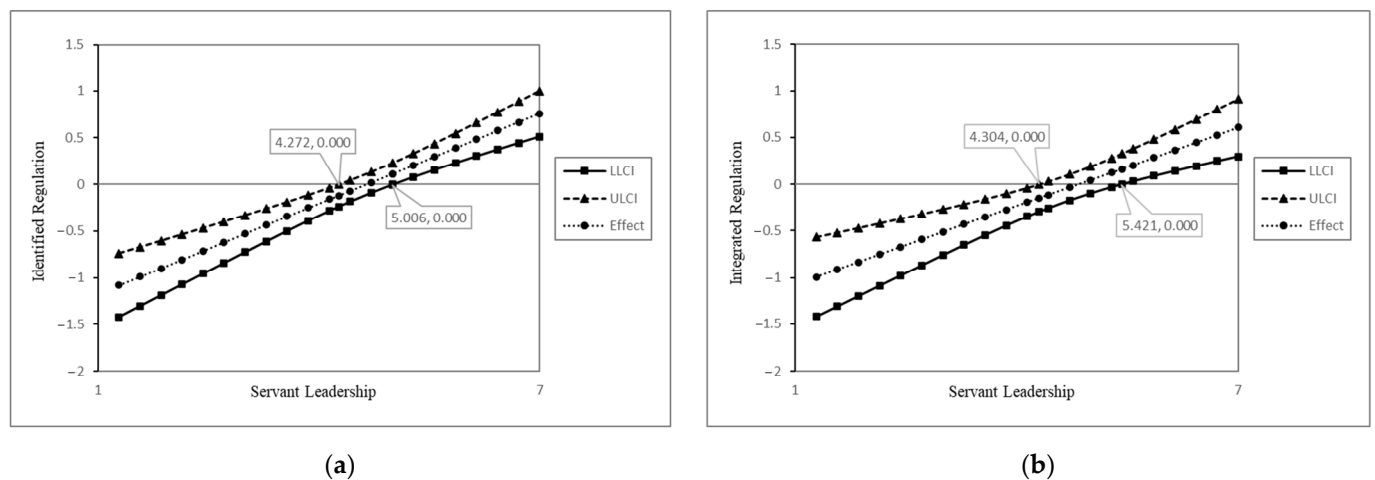 1.5
1
0.5
0
−0.5
−1
−1.5
−2
Identified Regulation
4.272, 0.000
5.006, 0.000
1
Servant Leadership
7
LLCI
ULCI
Effect
(a)
1.5
1
0.5
0
−0.5
−1
−1.5
−2
Integrated Regulation
4.304, 0.000
5.421, 0.000
1
Servant Leadership
7
LLCI
ULCI
Effect
(b)